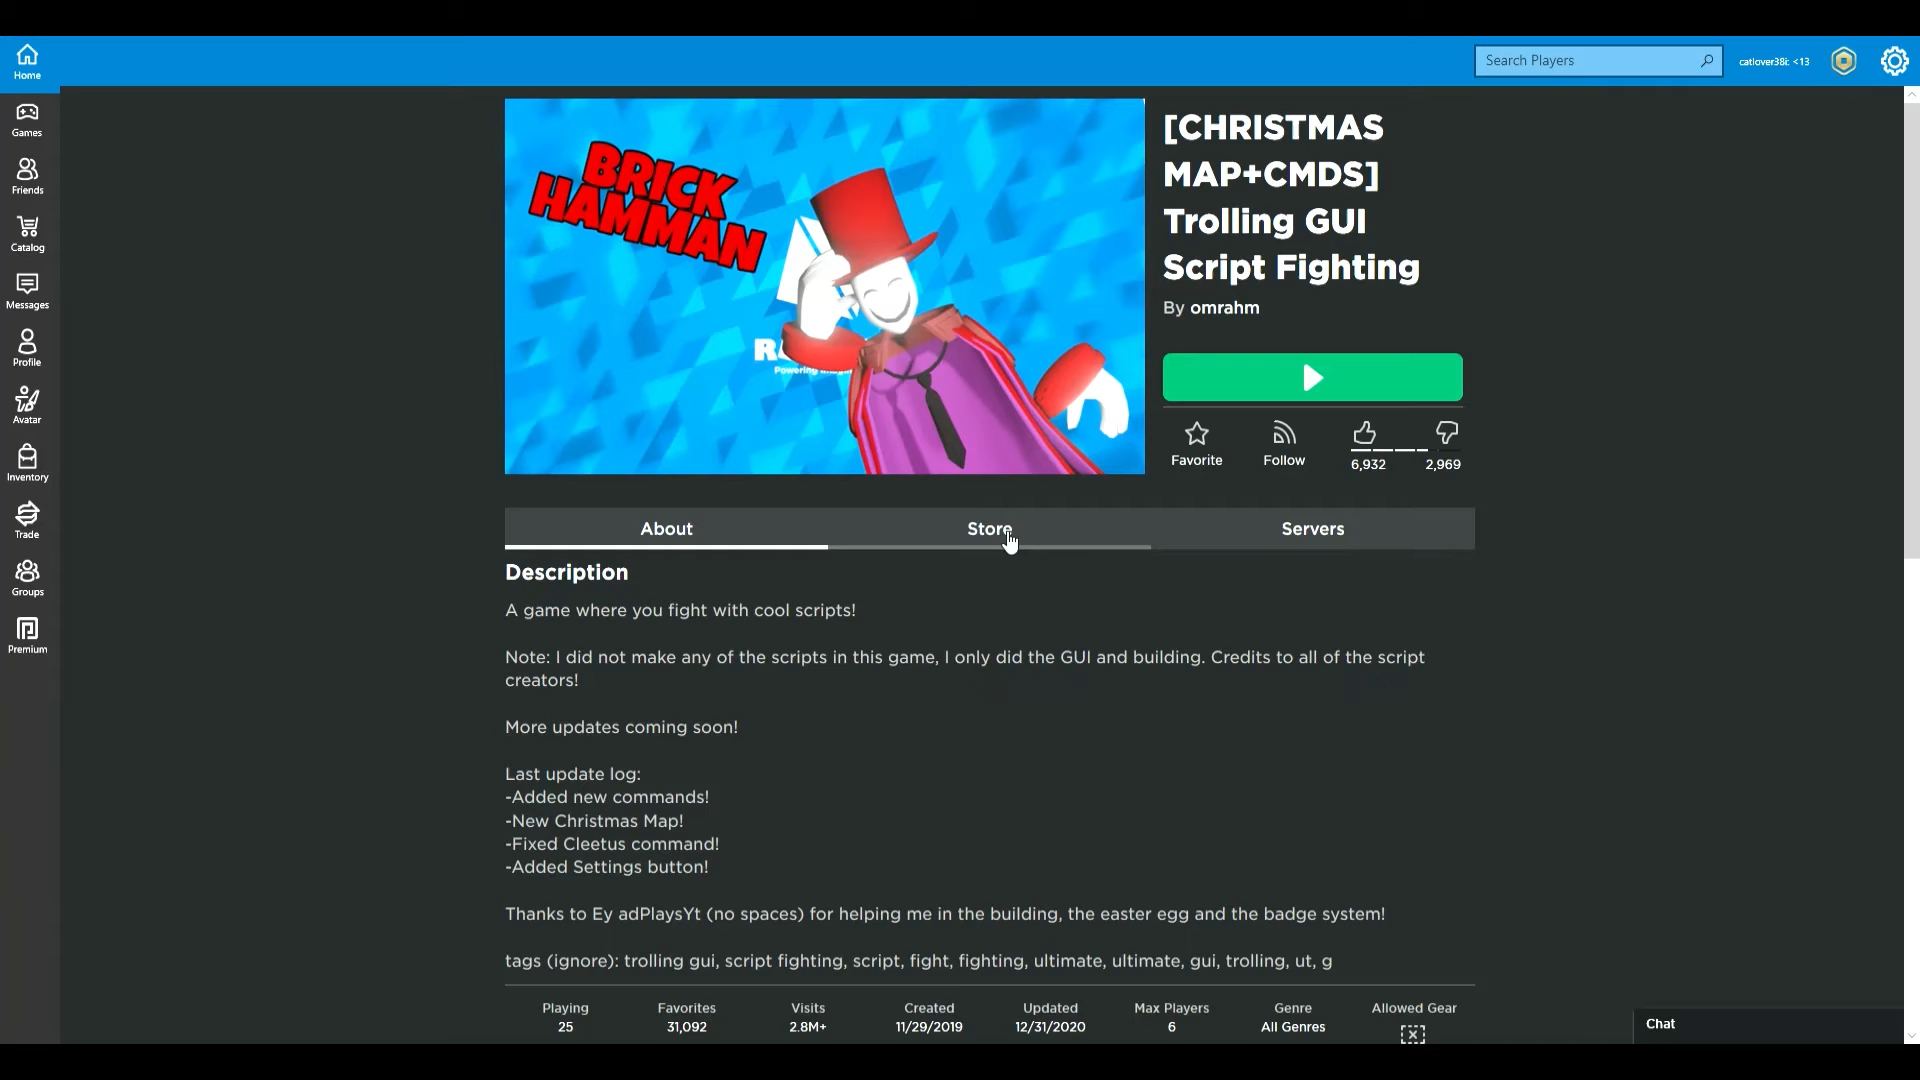 Home
Search Players
catlover38i: <13
Games
Friends
Catalog
Messages
Profile
Avatar
Inventory
Trade
Groups
Premium
BRICK
HAMMAN
R
Powering
[CHRISTMAS
MAP+CMDS]
Trolling GUI
Script Fighting
By omrahm
Favorite
Follow
6,932
2,969
About
Store
Servers
Description
A game where you fight with cool scripts!
Note: I did not make any of the scripts in this game, I only did the GUI and building. Credits to all of the script
creators!
More updates coming soon!
Last update log:
-Added new commands!
-New Christmas Map!
-Fixed Cleetus command!
-Added Settings button!
Thanks to Ey adPlaysYt (no spaces) for helping me in the building, the easter egg and the badge system!
tags (ignore): trolling gui, script fighting, script, fight, fighting, ultimate, ultimate, gui, trolling, ut, g
Playing Favorites Visits Created Updated Max Players Genre Allowed Gear
25 31,092 2.8M+ 11/29/2019 12/31/2020 6 All Genres
Chat